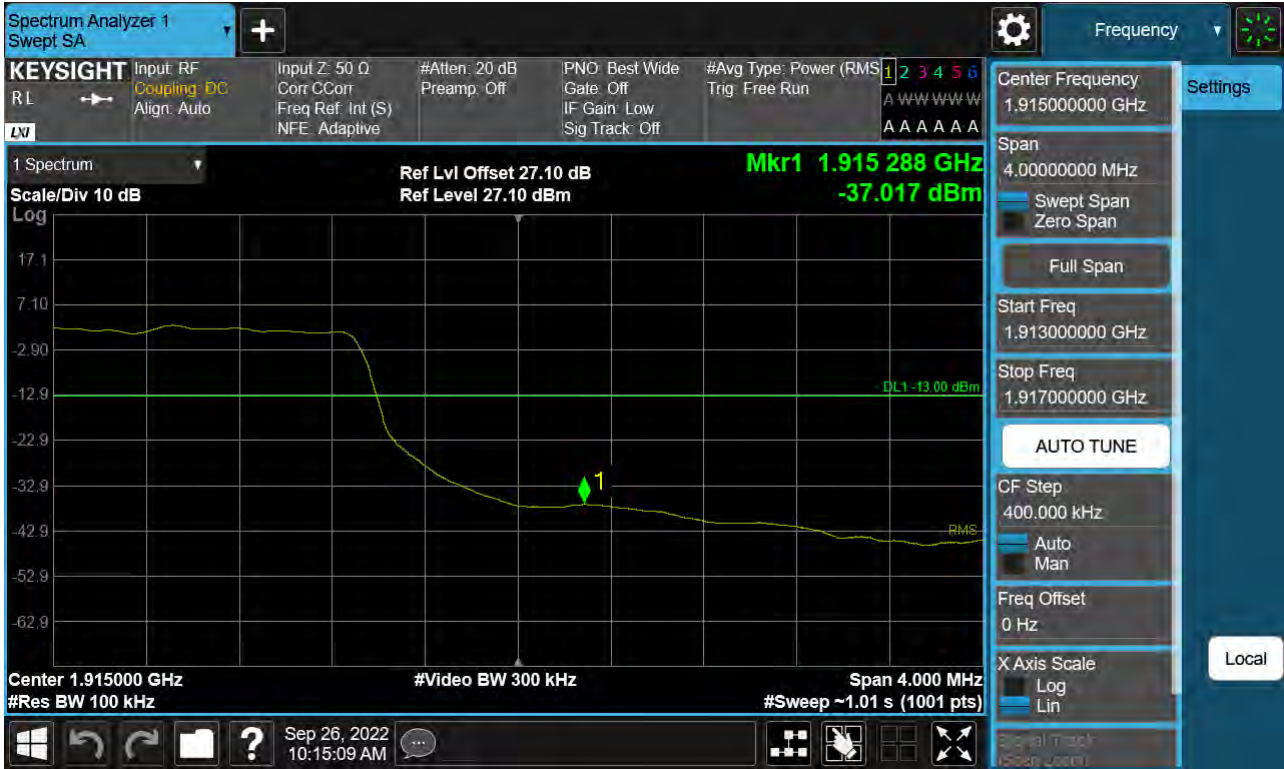 Spectrum Analyzer 1
Swept SA
+
Frequency
KEYSIGHT
RL
LXI
Input: RF
Coupling: DC
Align: Auto
Input Z: 50 Ω
Corr CCorr
Freq Ref: Int (S)
NFE: Adaptive
#Atten: 20 dB
Preamp: Off
PNO: Best Wide
Gate: Off
IF Gain: Low
Sig Track: Off
#Avg Type: Power (RMS
Trig: Free Run
1 2 3 4 5 6
A W W W W W
A A A A A A
1 Spectrum
Scale/Div 10 dB
Log
Ref Lvl Offset 27.10 dB
Ref Level 27.10 dBm
Mkr1 1.915 288 GHz
-37.017 dBm
17.1
7.10
-2.90
-12.9
-22.9
-32.9
-42.9
-52.9
-62.9
DL1 -13.00 dBm
1
RMS
Center 1.915000 GHz
#Res BW 100 kHz
#Video BW 300 kHz
Span 4.000 MHz
#Sweep ~1.01 s (1001 pts)
Center Frequency
1.915000000 GHz
Settings
Span
4.00000000 MHz
Swept Span
Zero Span
Full Span
Start Freq
1.913000000 GHz
Stop Freq
1.917000000 GHz
AUTO TUNE
CF Step
400.000 kHz
Auto
Man
Freq Offset
0 Hz
X Axis Scale
Log
Lin
Local
Signal Track
(Span Zoom)
?
Sep 26, 2022
10:15:09 AM